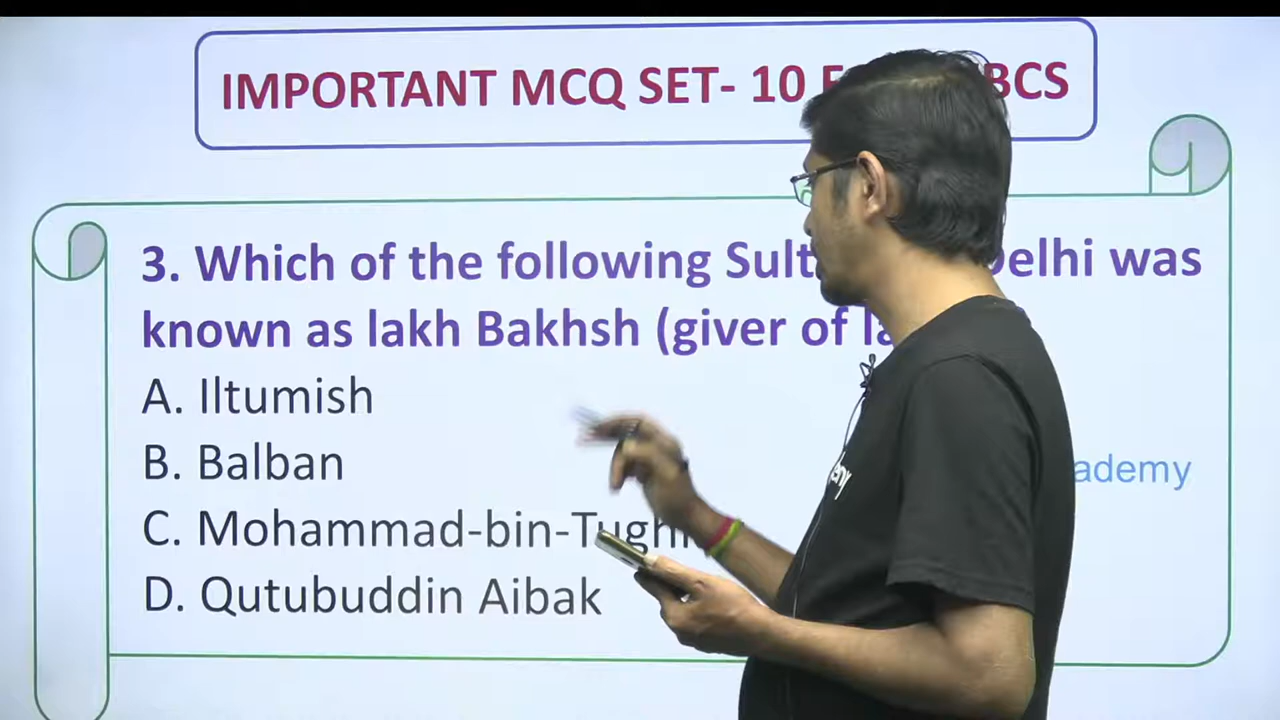 IMPORTANT MCQ SET- 10 BCS
3. Which of the following Sult elhi was
known as lakh Bakhsh (giver of la
A. Iltumish
B. Balban
ademy
C. Mohammad-bin-Tugh
D. Qutubuddin Aibak